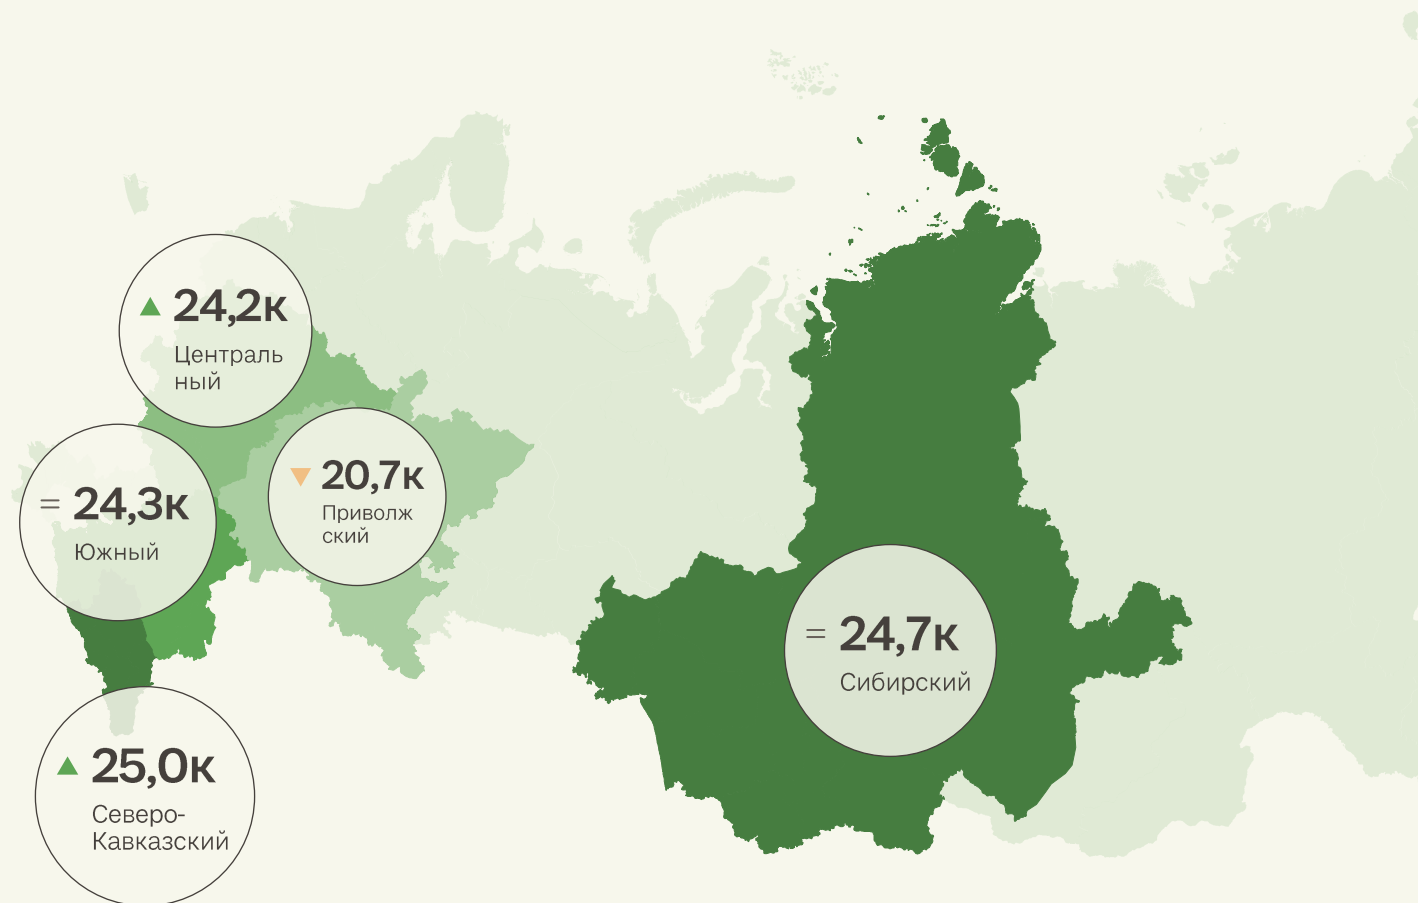 24,2к
Централь
ный
24,3к
Южный
20,7к
Приволж
ский
24,7к
Сибирский
25,0к
Северо-
Кавказский